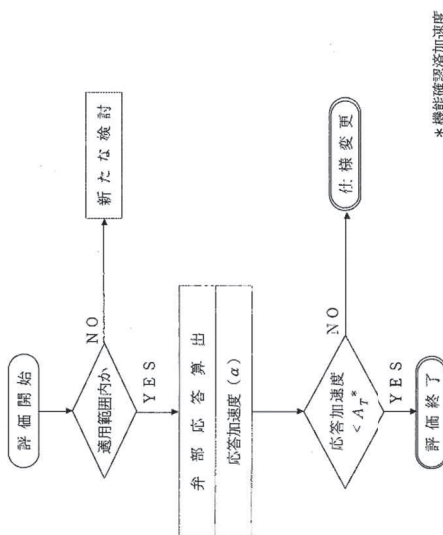 評価開始
適用範囲内か
NO
新たな検討
YES
弁部応答算出
応答加速度（α）
応答加速度
＜A_T*
NO
仕様変更
YES
評価終了
＊機能確認済加速度